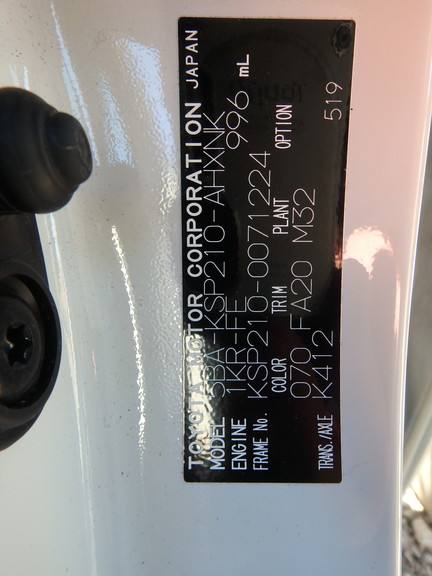 TOYOTA MOTOR CORPORATION JAPAN
MODEL 5BA-KSP210-AHXNK
ENGINE 1KR-FE 996 mL
FRAME No. KSP210-0071224
COLOR TRIM PLANT OPTION
070 FA20 M32
TRANS./AXLE K412 519